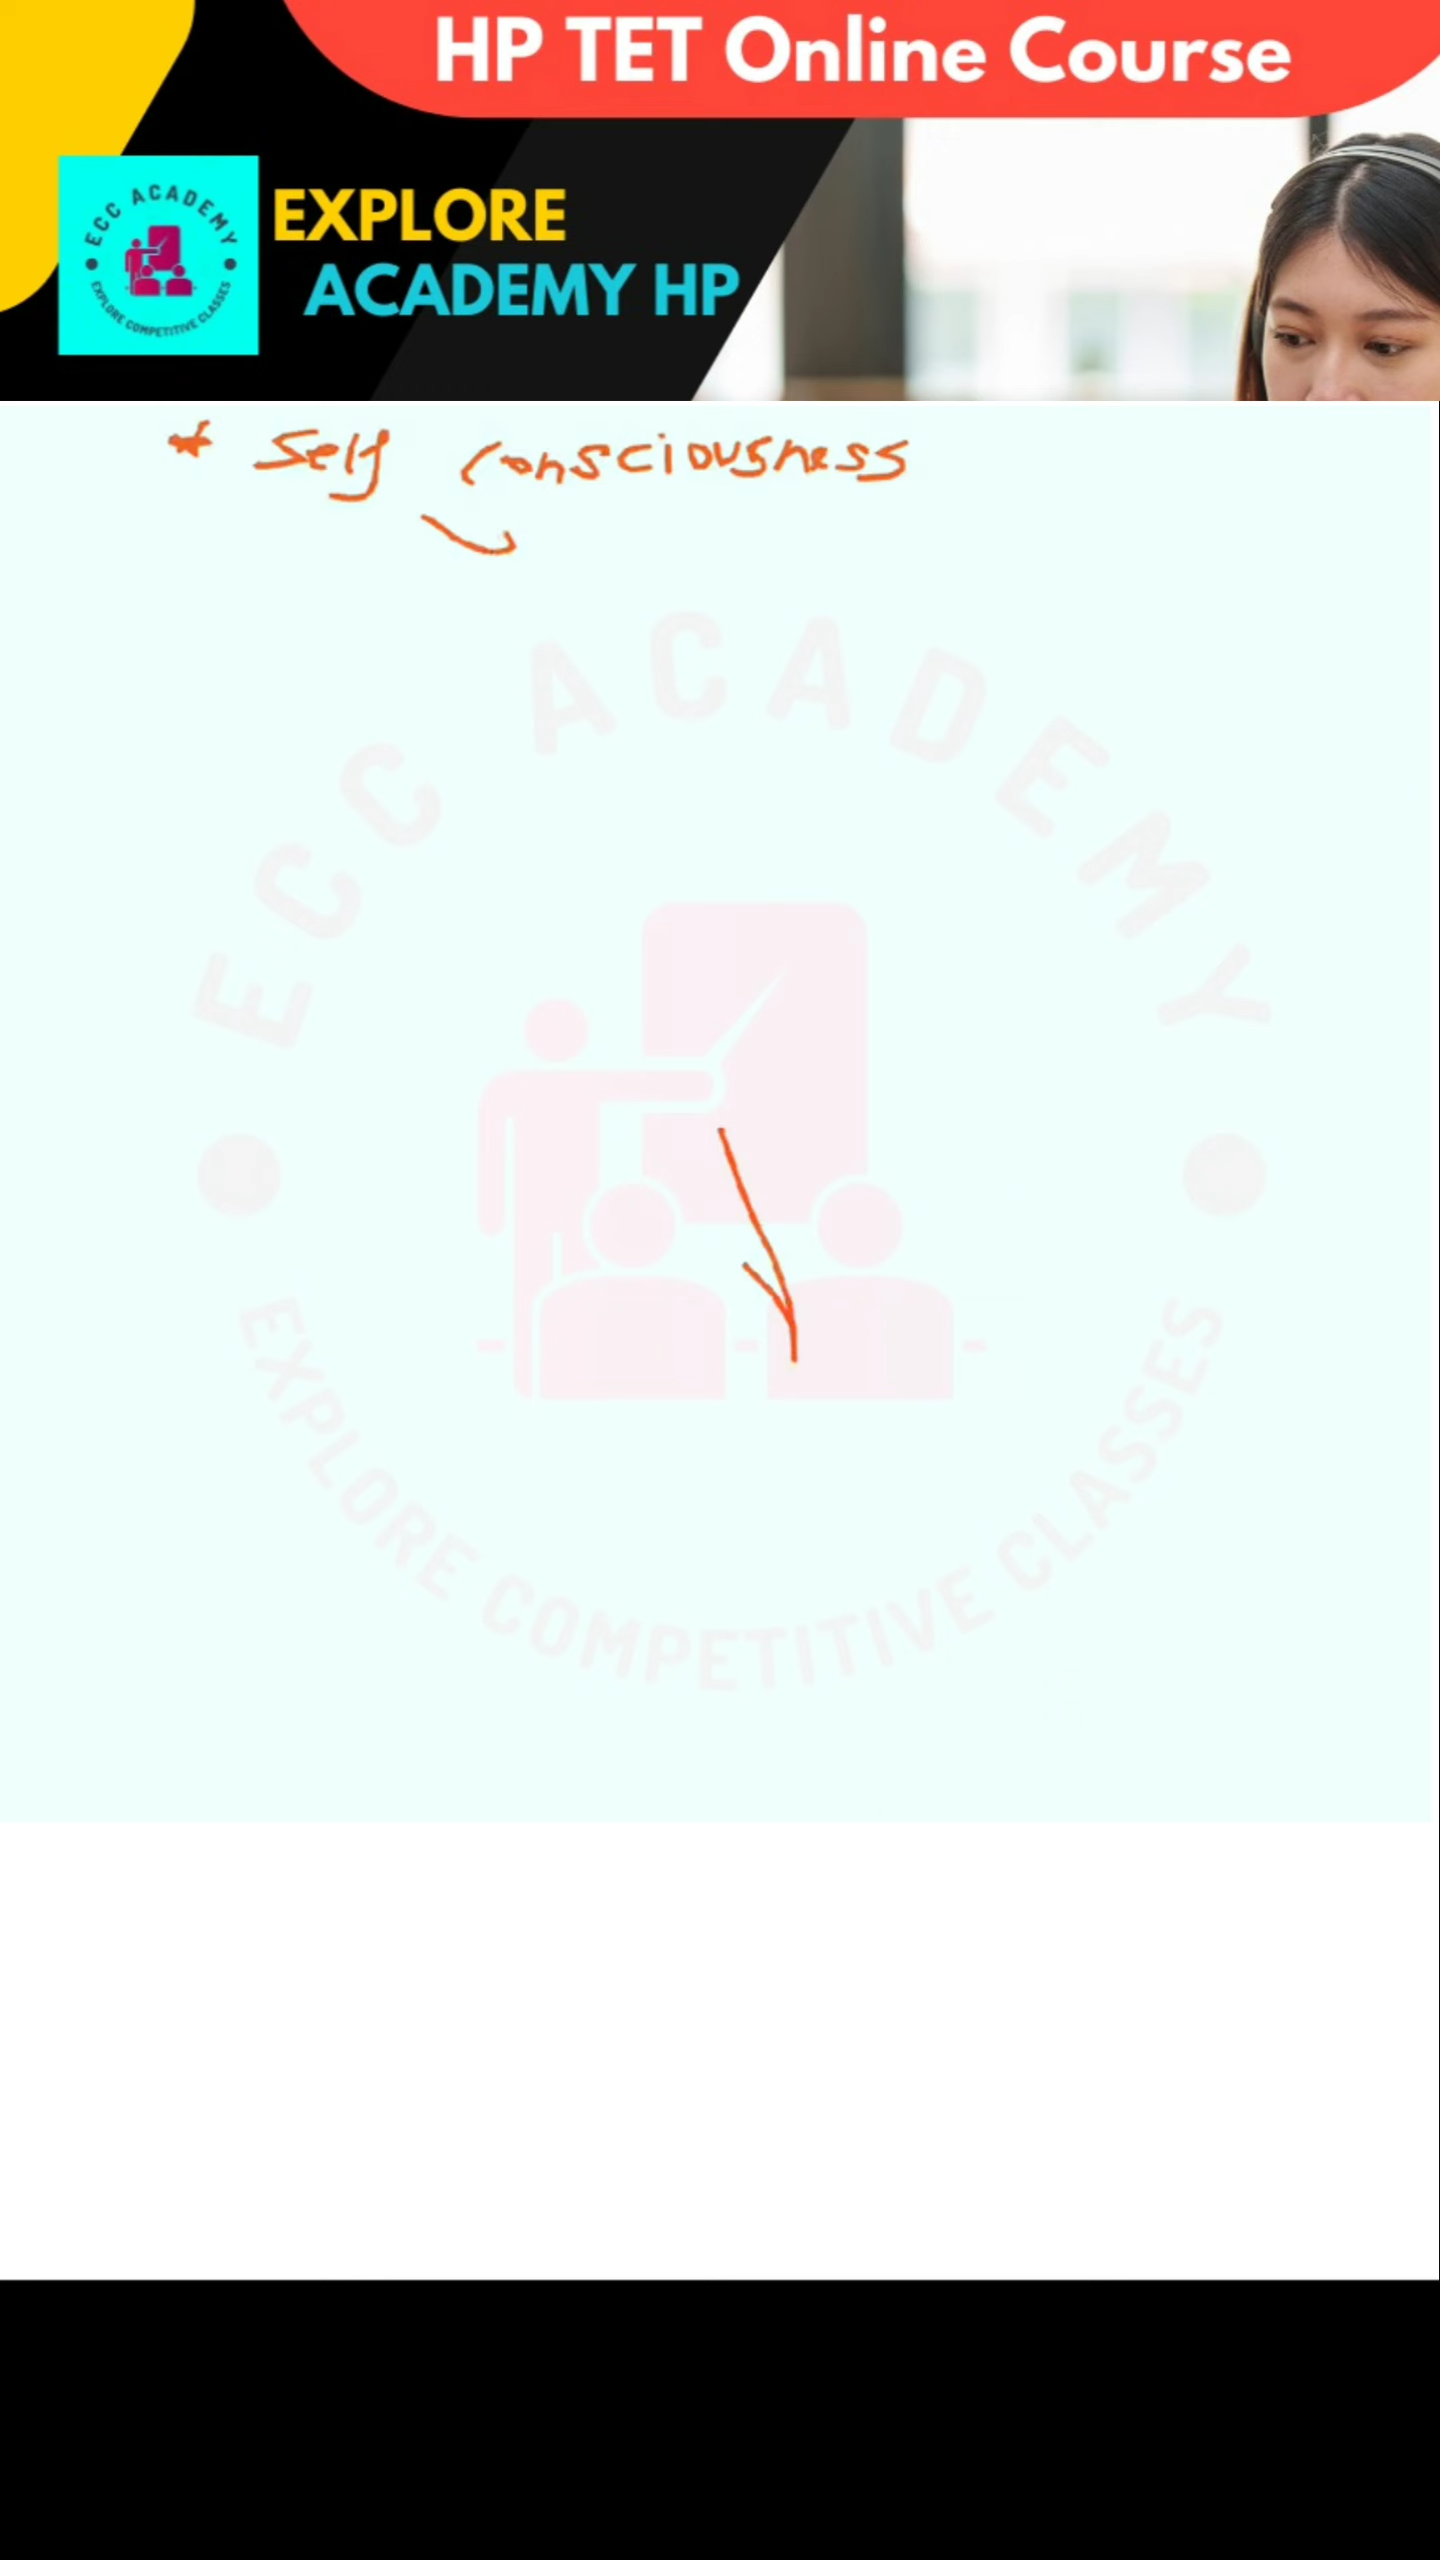 HP TET Online Course
ECC ACADEMY
EXPLORE COMPETITIVE CLASSES
EXPLORE
ACADEMY HP
* Self Consciousness
ECC ACADEMY
EXPLORE COMPETITIVE CLASSES